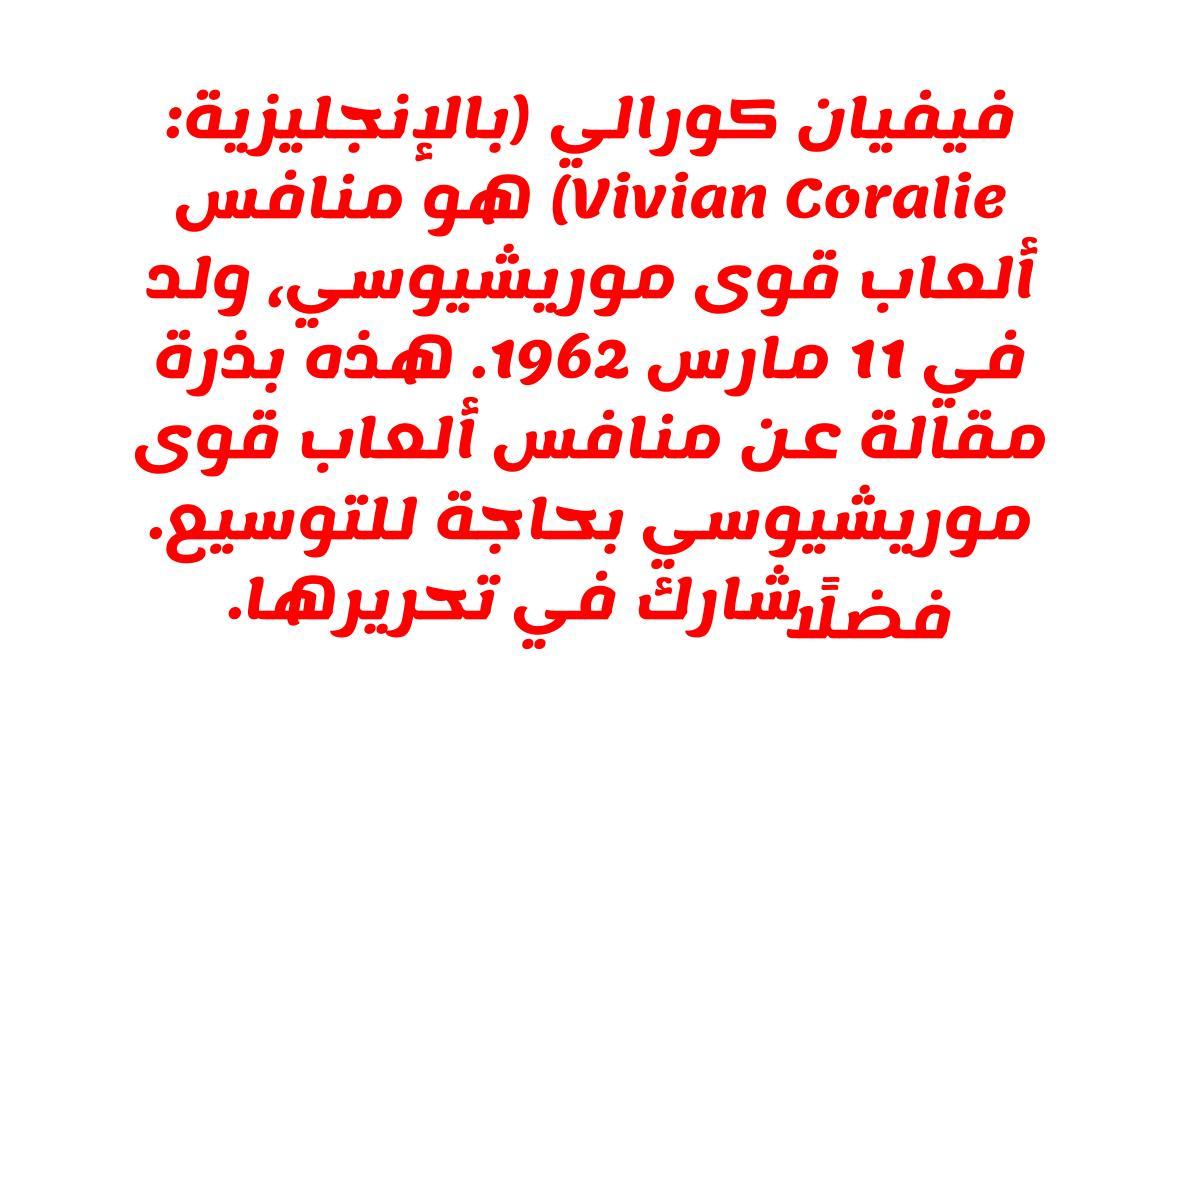 فيفيان كورالي (بالإنجليزية:
Vivian Coralie) هو منافس
ألعاب قوى موريشيوسي، ولد
في 11 مارس 1962. هذه بذرة
مقالة عن منافس ألعاب قوى
موريشيوسي بحاجة للتوسيع.
فضلًا شارك في تحريرها.